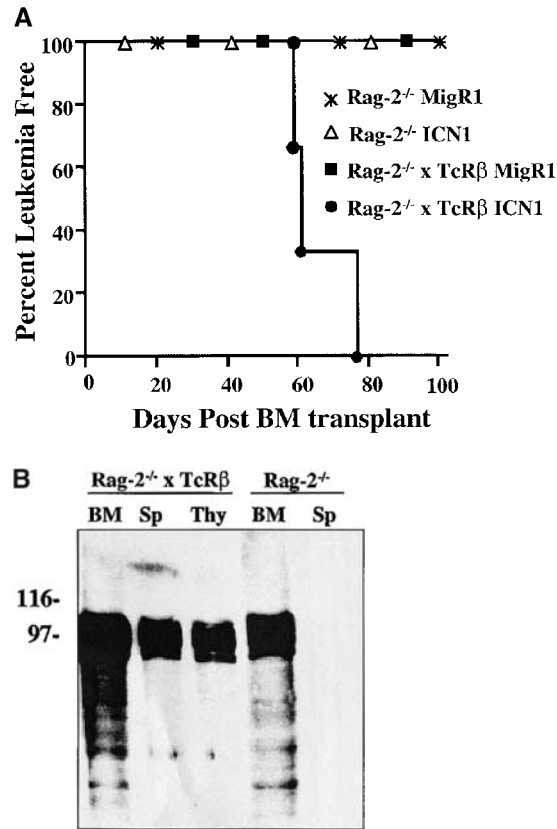 A
Percent Leukemia Free
100
80
60
40
20
0
Rag-2-/- MigR1
Rag-2-/- ICN1
Rag-2-/- x TcRβ MigR1
Rag-2-/- x TcRβ ICN1
0 20 40 60 80 100
Days Post BM transplant
B
Rag-2-/- x TcRβ Rag-2-/-
BM Sp Thy BM Sp
116-
97-